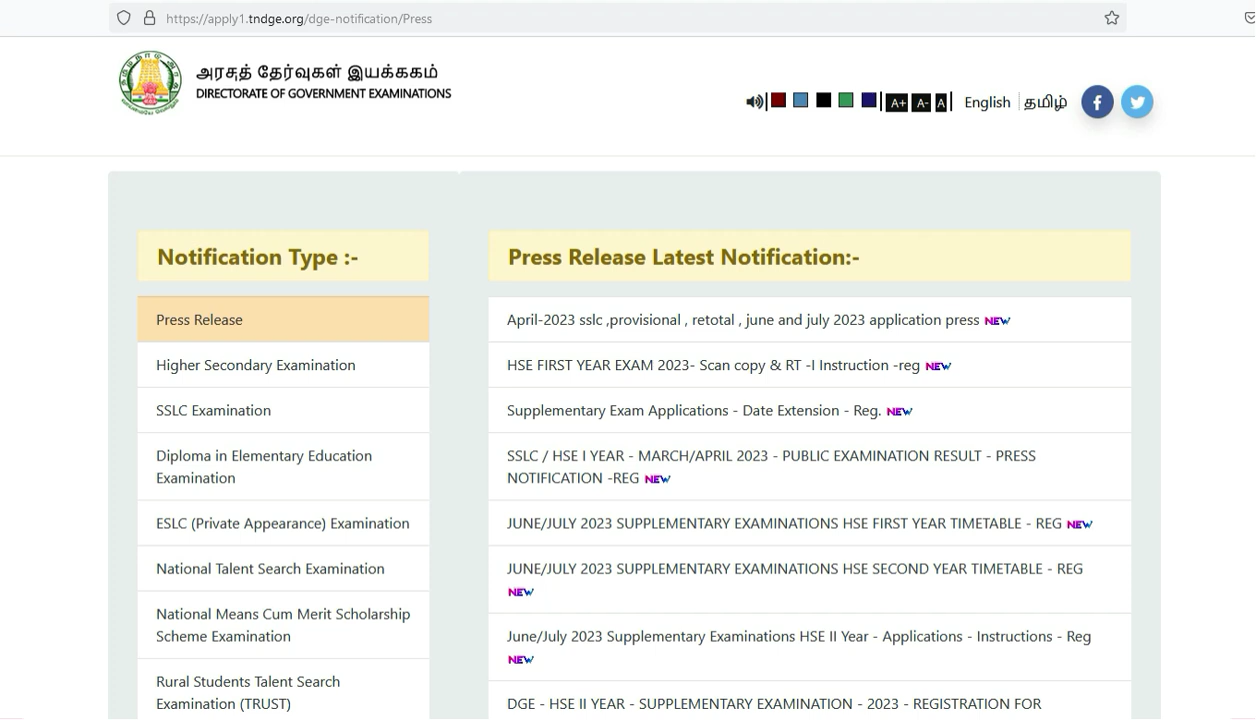 https://apply1.tndge.org/dge-notification/Press
அரசுத் தேர்வுகள் இயக்ககம்
DIRECTORATE OF GOVERNMENT EXAMINATIONS
A+ A- A English தமிழ்
Notification Type :-
Press Release
Higher Secondary Examination
SSLC Examination
Diploma in Elementary Education
Examination
ESLC (Private Appearance) Examination
National Talent Search Examination
National Means Cum Merit Scholarship
Scheme Examination
Rural Students Talent Search
Examination (TRUST)
Press Release Latest Notification:-
April-2023 sslc ,provisional , retotal , june and july 2023 application press NEW
HSE FIRST YEAR EXAM 2023- Scan copy & RT -I Instruction -reg NEW
Supplementary Exam Applications - Date Extension - Reg. NEW
SSLC / HSE I YEAR - MARCH/APRIL 2023 - PUBLIC EXAMINATION RESULT - PRESS
NOTIFICATION -REG NEW
JUNE/JULY 2023 SUPPLEMENTARY EXAMINATIONS HSE FIRST YEAR TIMETABLE - REG NEW
JUNE/JULY 2023 SUPPLEMENTARY EXAMINATIONS HSE SECOND YEAR TIMETABLE - REG
NEW
June/July 2023 Supplementary Examinations HSE II Year - Applications - Instructions - Reg
NEW
DGE - HSE II YEAR - SUPPLEMENTARY EXAMINATION - 2023 - REGISTRATION FOR